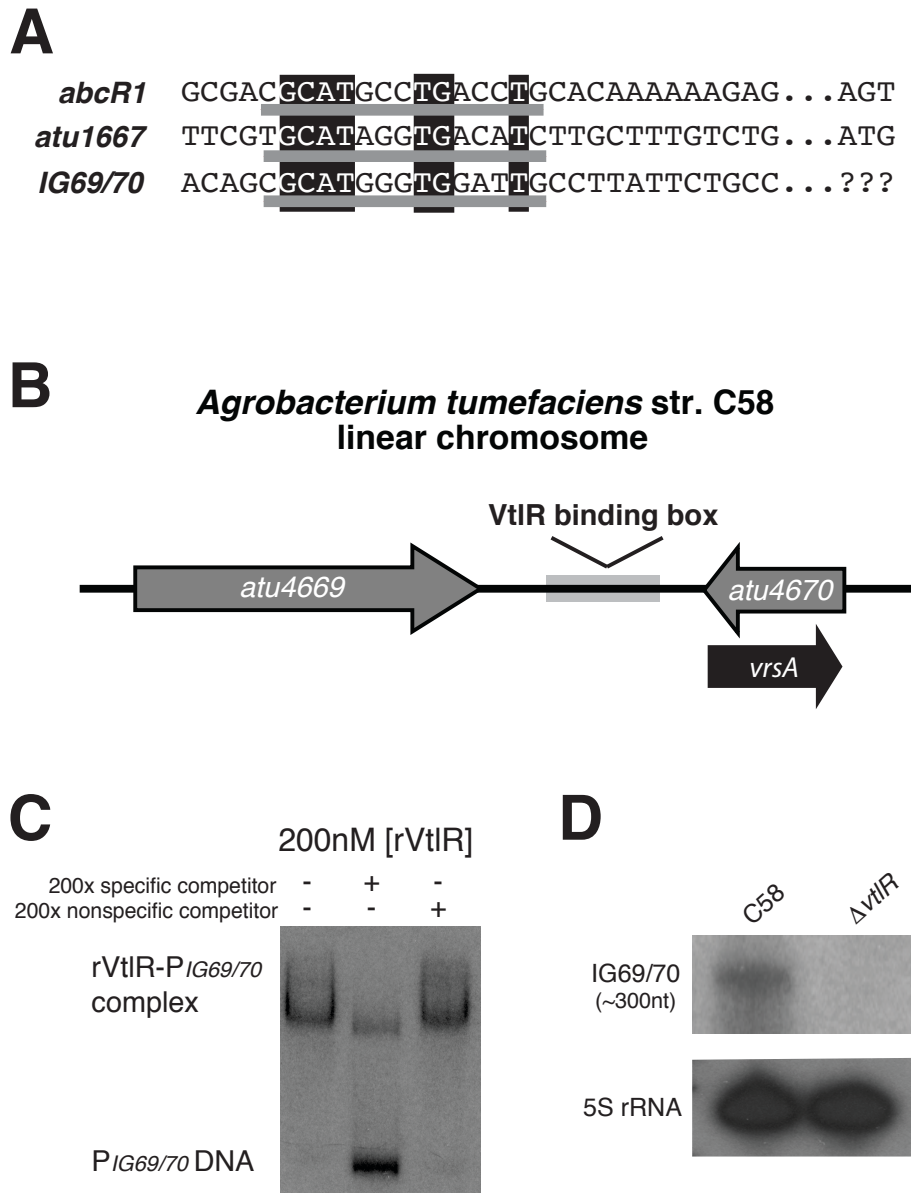 A
abcR1 GCGACGCATGCCTGACCTGCACAAAAAAGAG...AGT
atu1667 TTCGTGCATAGGTGACATCTTGCTTTGTCTG...ATG
IG69/70 ACAGCGCATGGGTGGATTGCCTTATTCTGCC...???
B
Agrobacterium tumefaciens str. C58
linear chromosome
VtlR binding box
atu4669
atu4670
vrsA
C
200nM [rVtlR]
200x specific competitor - + -
200x nonspecific competitor - - +
rVtlR-PIG69/70
complex
PIG69/70 DNA
D
C58
ΔvtlR
IG69/70
(~300nt)
5S rRNA